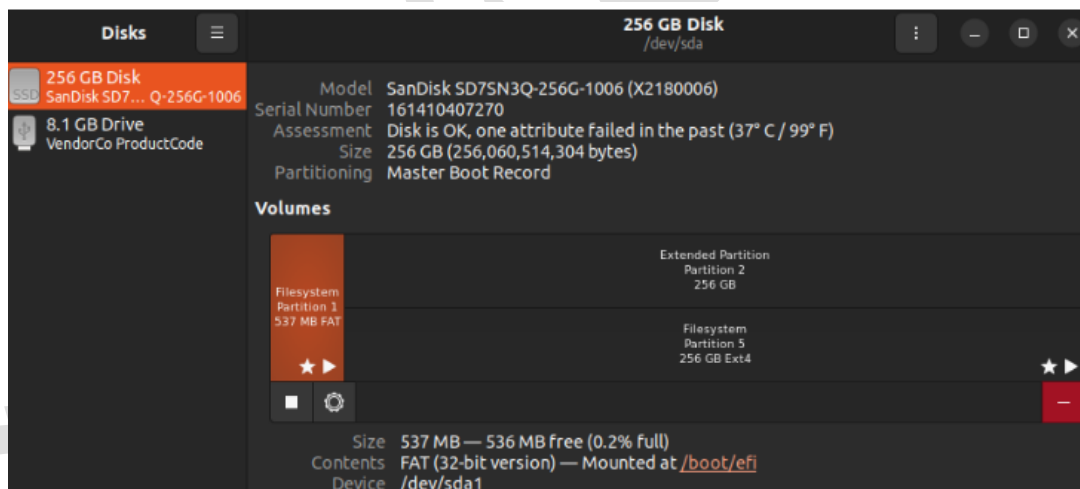 Disks
256 GB Disk
/dev/sda
256 GB Disk
SanDisk SD7... Q-256G-1006
8.1 GB Drive
VendorCo ProductCode
SSD
Model SanDisk SD7SN3Q-256G-1006 (X2180006)
Serial Number 161410407270
Assessment Disk is OK, one attribute failed in the past (37° C / 99° F)
Size 256 GB (256,060,514,304 bytes)
Partitioning Master Boot Record
Volumes
Filesystem
Partition 1
537 MB FAT
Extended Partition
Partition 2
256 GB
Filesystem
Partition 5
256 GB Ext4
Size 537 MB — 536 MB free (0.2% full)
Contents FAT (32-bit version) — Mounted at /boot/efi
Device /dev/sda1